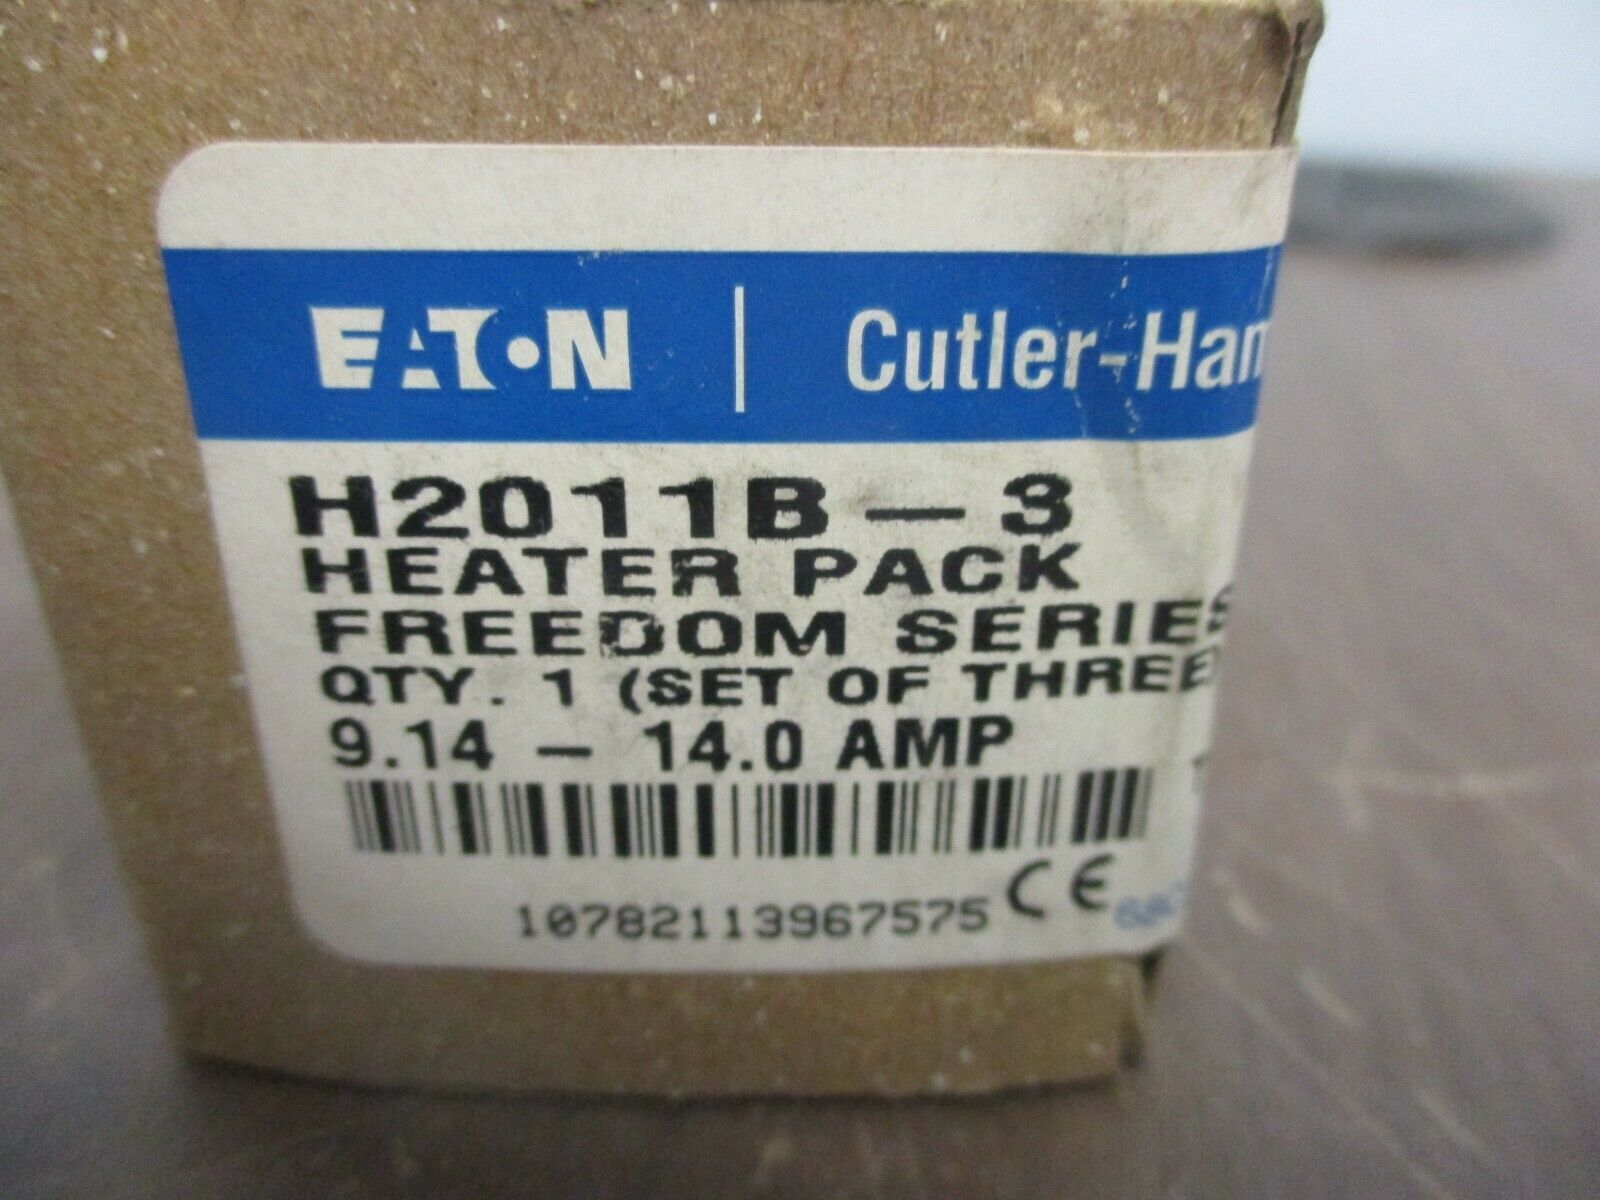 EATON | Cutler-Ham
H2011B-3
HEATER PACK
FREEDOM SERIES
QTY. 1 (SET OF THREE)
9.14 - 14.0 AMP
10782113967575 CE